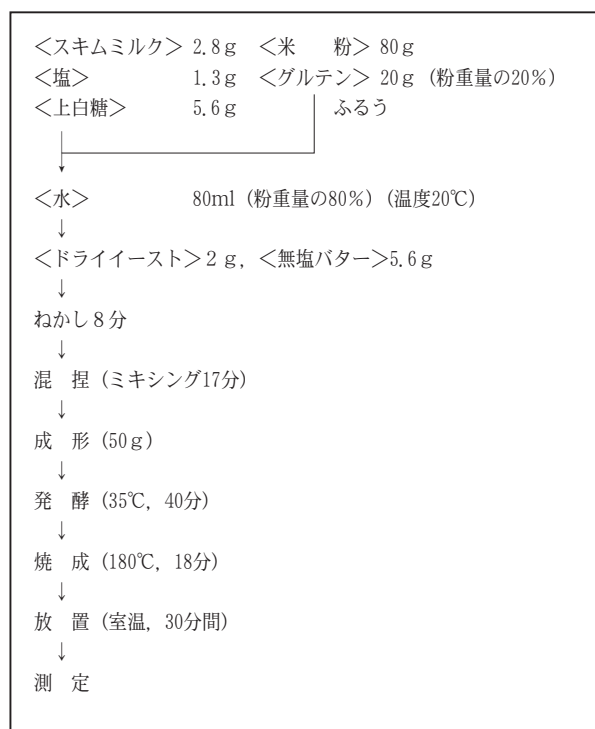 ＜スキムミルク＞ 2.8ｇ ＜米　　粉＞ 80ｇ
＜塩＞ 1.3ｇ ＜グルテン＞ 20ｇ (粉重量の20％)
＜上白糖＞ 5.6ｇ ふるう
＜水＞ 80ml (粉重量の80％) (温度20℃)
↓
＜ドライイースト＞２ｇ，＜無塩バター＞5.6ｇ
↓
ねかし８分
↓
混　捏 (ミキシング17分)
↓
成　形 (50ｇ)
↓
発　酵 (35℃，40分)
↓
焼　成 (180℃，18分)
↓
放　置 (室温，30分間)
↓
測　定